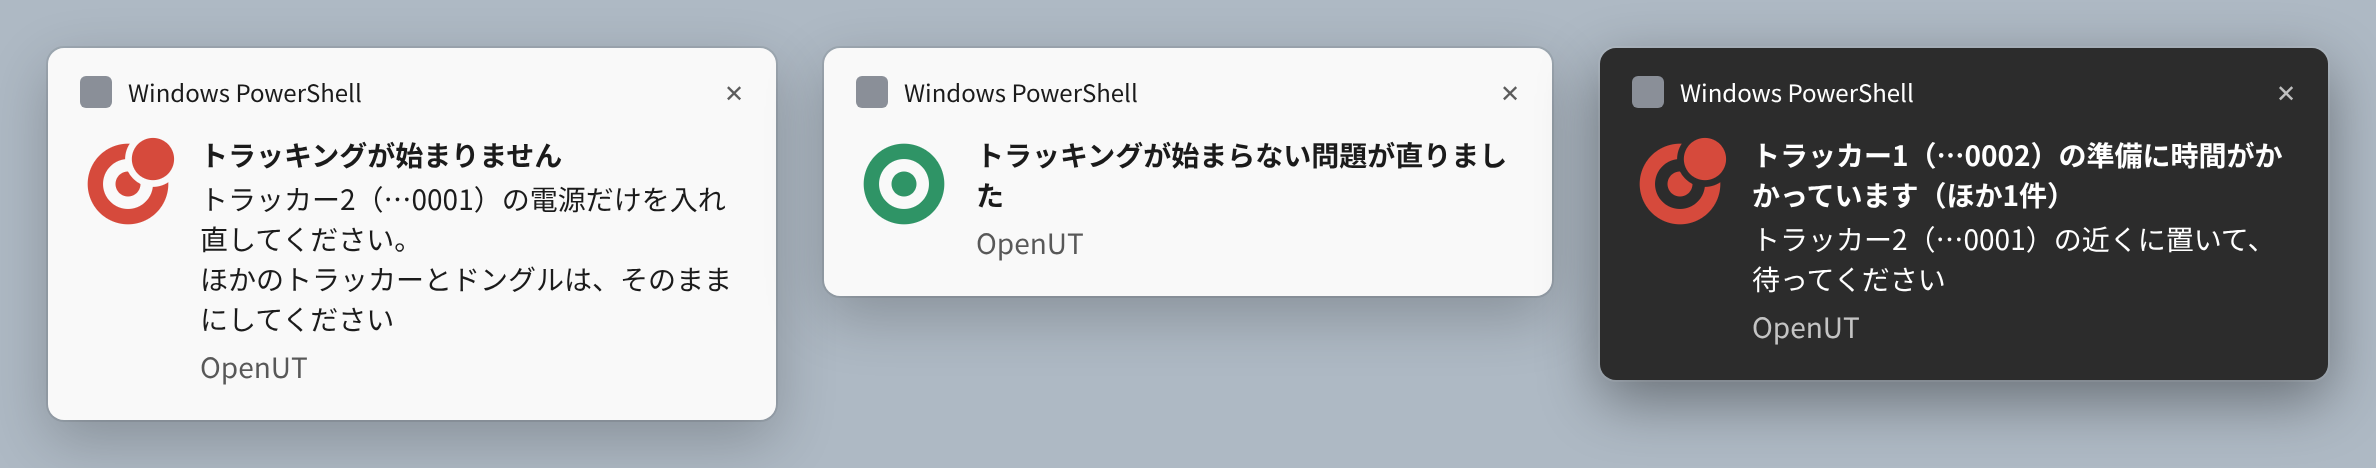 Windows PowerShell
トラッキングが始まりません
トラッカー2（…0001）の電源だけを入れ
直してください。
ほかのトラッカーとドングルは、そのまま
にしてください
OpenUT
Windows PowerShell
トラッキングが始まらない問題が直りまし
た
OpenUT
Windows PowerShell
トラッカー1（…0002）の準備に時間がか
かっています（ほか1件）
トラッカー2（…0001）の近くに置いて、
待ってください
OpenUT